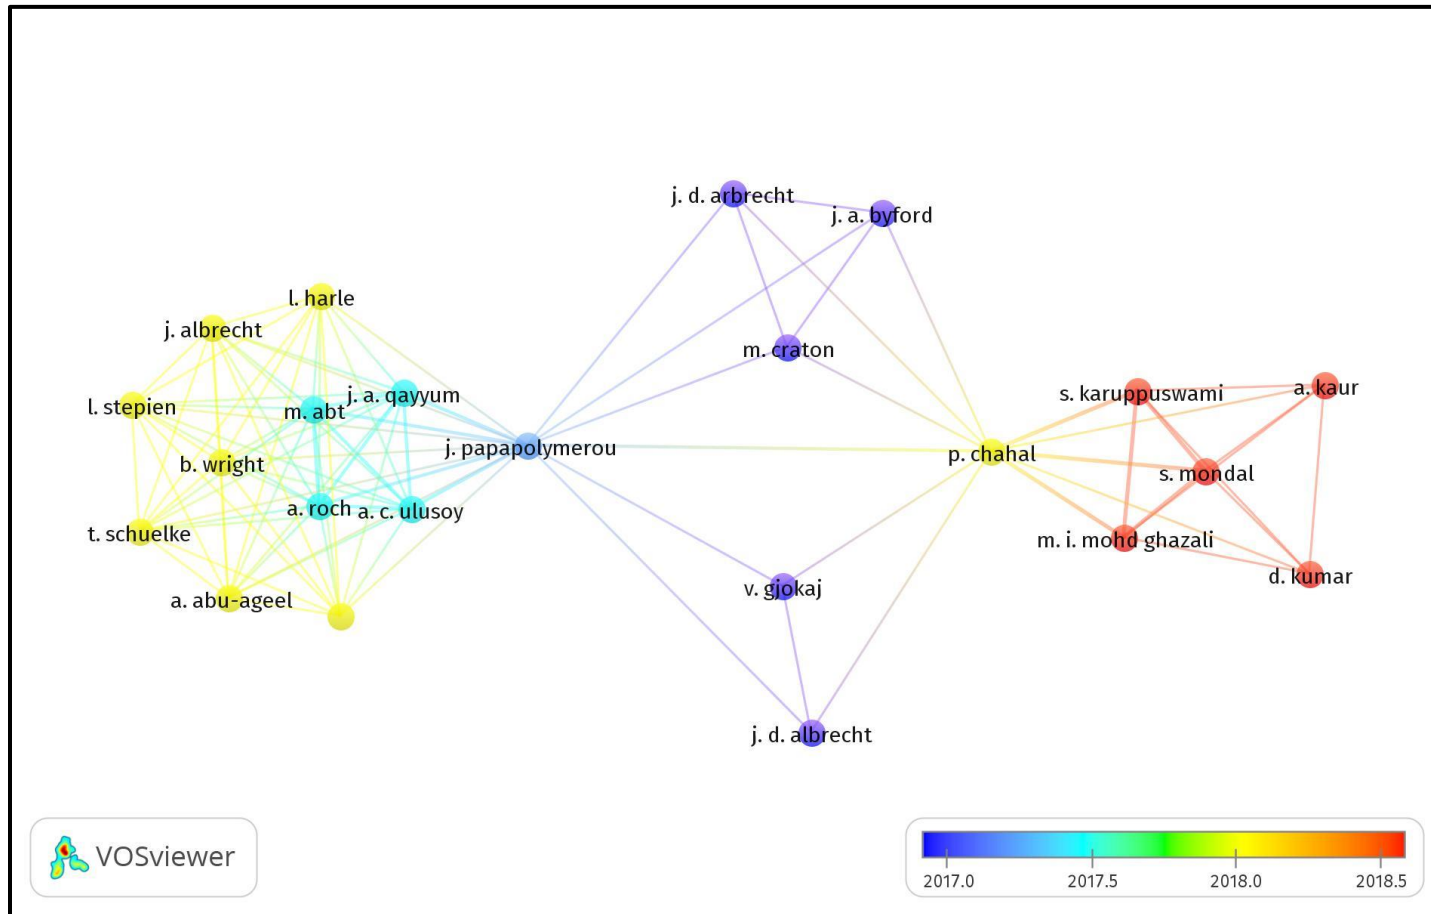 j. d. arbrecht
j. a. byford
l. harle
j. albrecht
m. craton
l. stepien
m. abt
j. a. qayyum
s. karuppuswami
a. kaur
b. wright
j. papapolymerou
p. chahal
s. mondal
a. roch
a. c. ulusoy
t. schuelke
m. i. mohd ghazali
d. kumar
a. abu-ageel
v. gjokaj
j. d. albrecht
VOSviewer
2017.0
2017.5
2018.0
2018.5